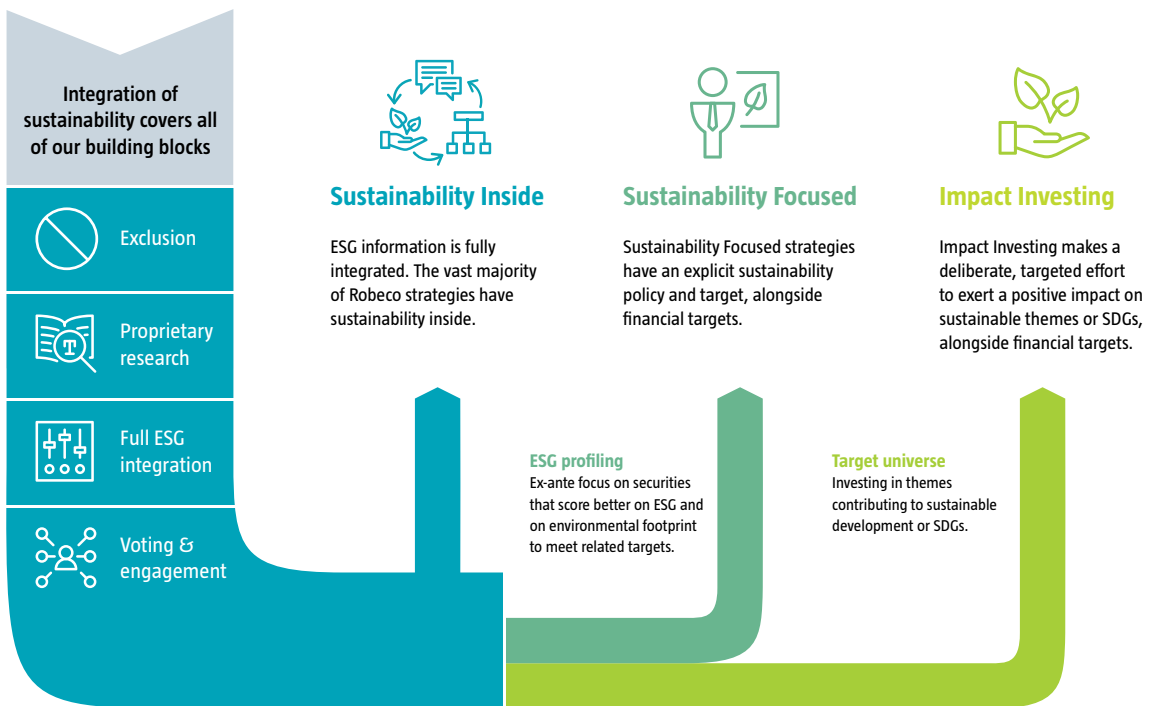 Integration of
sustainability covers all
of our building blocks
Exclusion
Proprietary
research
T
Full ESG
integration
Voting &
engagement
Sustainability Inside
ESG information is fully
integrated. The vast majority
of Robeco strategies have
sustainability inside.
Sustainability Focused
Sustainability Focused strategies
have an explicit sustainability
policy and target, alongside
financial targets.
Impact Investing
Impact Investing makes a
deliberate, targeted effort
to exert a positive impact on
sustainable themes or SDGs,
alongside financial targets.
ESG profiling
Ex-ante focus on securities
that score better on ESG and
on environmental footprint
to meet related targets.
Target universe
Investing in themes
contributing to sustainable
development or SDGs.